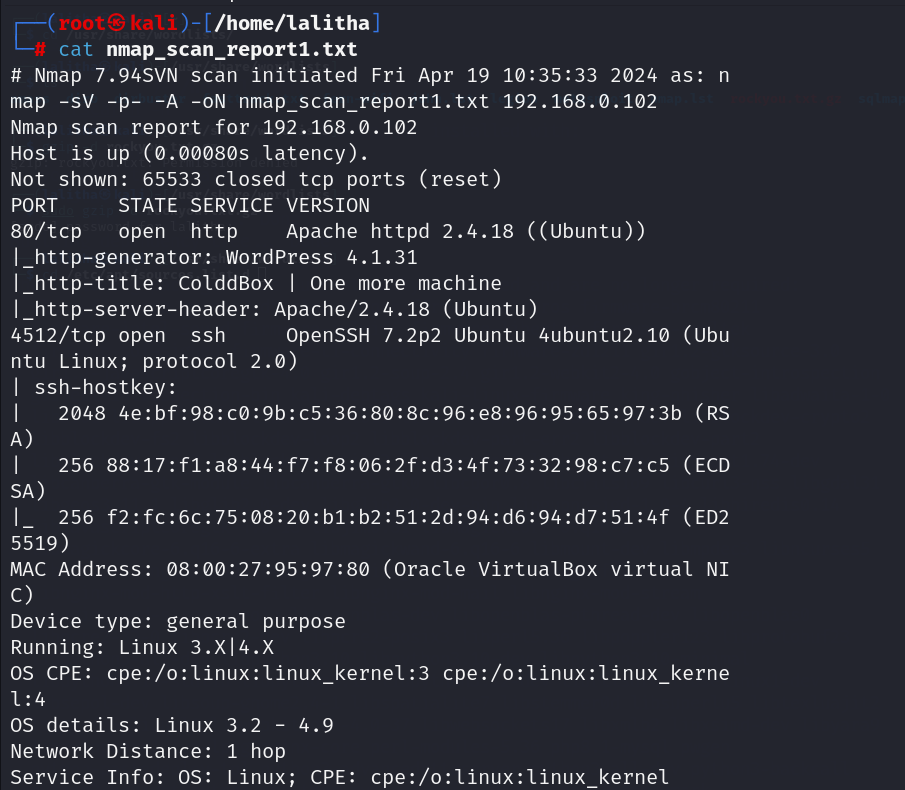 ┌──(root㉿kali)-[/home/lalitha]
└─# cat nmap_scan_report1.txt
# Nmap 7.94SVN scan initiated Fri Apr 19 10:35:33 2024 as: n
map -sV -p- -A -oN nmap_scan_report1.txt 192.168.0.102
Nmap scan report for 192.168.0.102
Host is up (0.00080s latency).
Not shown: 65533 closed tcp ports (reset)
PORT     STATE SERVICE VERSION
80/tcp   open  http    Apache httpd 2.4.18 ((Ubuntu))
|_http-generator: WordPress 4.1.31
|_http-title: ColddBox | One more machine
|_http-server-header: Apache/2.4.18 (Ubuntu)
4512/tcp open  ssh     OpenSSH 7.2p2 Ubuntu 4ubuntu2.10 (Ubu
ntu Linux; protocol 2.0)
| ssh-hostkey:
|   2048 4e:bf:98:c0:9b:c5:36:80:8c:96:e8:96:95:65:97:3b (RS
A)
|   256 88:17:f1:a8:44:f7:f8:06:2f:d3:4f:73:32:98:c7:c5 (ECD
SA)
|_  256 f2:fc:6c:75:08:20:b1:b2:51:2d:94:d6:94:d7:51:4f (ED2
5519)
MAC Address: 08:00:27:95:97:80 (Oracle VirtualBox virtual NI
C)
Device type: general purpose
Running: Linux 3.X|4.X
OS CPE: cpe:/o:linux:linux_kernel:3 cpe:/o:linux:linux_kerne
l:4
OS details: Linux 3.2 - 4.9
Network Distance: 1 hop
Service Info: OS: Linux; CPE: cpe:/o:linux:linux_kernel